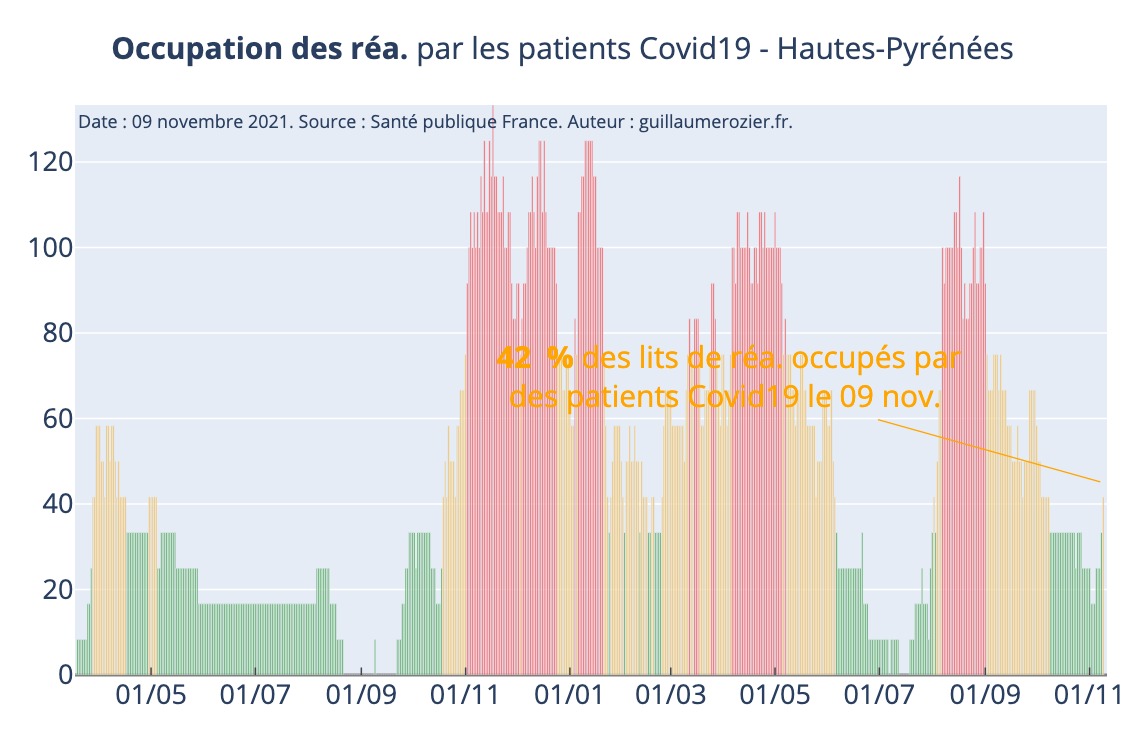 Occupation des réa. par les patients Covid19 - Hautes-Pyrénées
Date : 09 novembre 2021. Source : Santé publique France. Auteur : guillaumerozier.fr.
120
100
80
60
40
20
0
42 % des lits de réa. occupés par
des patients Covid19 le 09 nov.
01/05 01/07 01/09 01/11 01/01 01/03 01/05 01/07 01/09 01/11